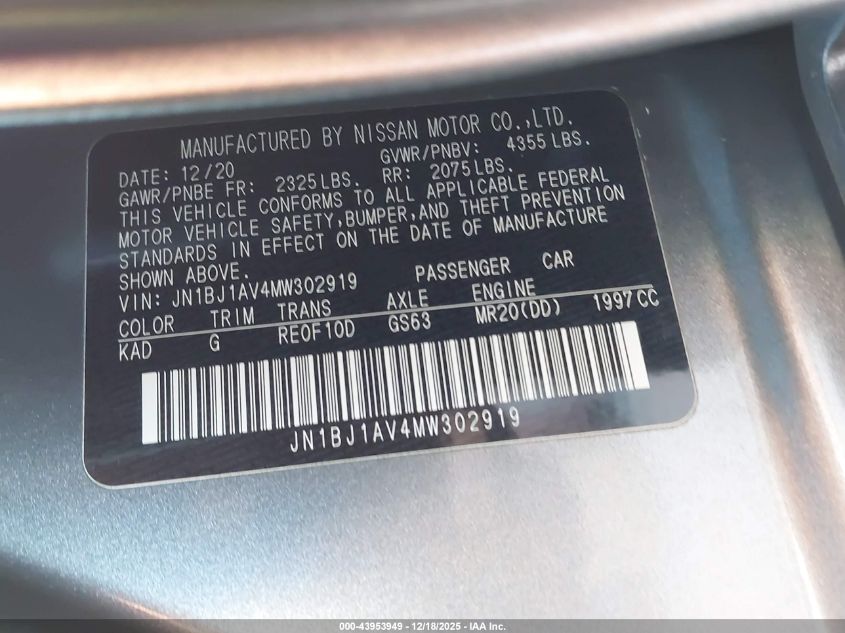 MANUFACTURED BY NISSAN MOTOR CO.,LTD.
DATE: 12/20 GVWR/PNBV: 4355 LBS.
GAWR/PNBE FR: 2325 LBS. RR: 2075 LBS.
THIS VEHICLE CONFORMS TO ALL APPLICABLE FEDERAL
MOTOR VEHICLE SAFETY, BUMPER, AND THEFT PREVENTION
STANDARDS IN EFFECT ON THE DATE OF MANUFACTURE
SHOWN ABOVE.
VIN: JN1BJ1AV4MW302919 PASSENGER CAR
COLOR TRIM TRANS AXLE ENGINE
KAD G RE0F10D GS63 MR20(DD) 1997 CC
JN1BJ1AV4MW302919
000-43953949 - 12/18/2025 - IAA Inc.